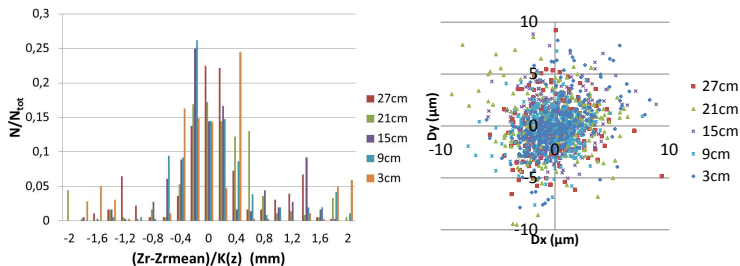 0,3
0,25
0,2
0,15
0,1
0,05
0
N/Ntot
-2 -1,6 -1,2 -0,8 -0,4 0 0,4 0,8 1,2 1,6 2
(Zr-Zrmean)/K(z) (mm)
27cm
21cm
15cm
9cm
3cm
10
5
0
-5
-10
Dy (μm)
-10 0 10
Dx (μm)
27cm
21cm
15cm
9cm
3cm